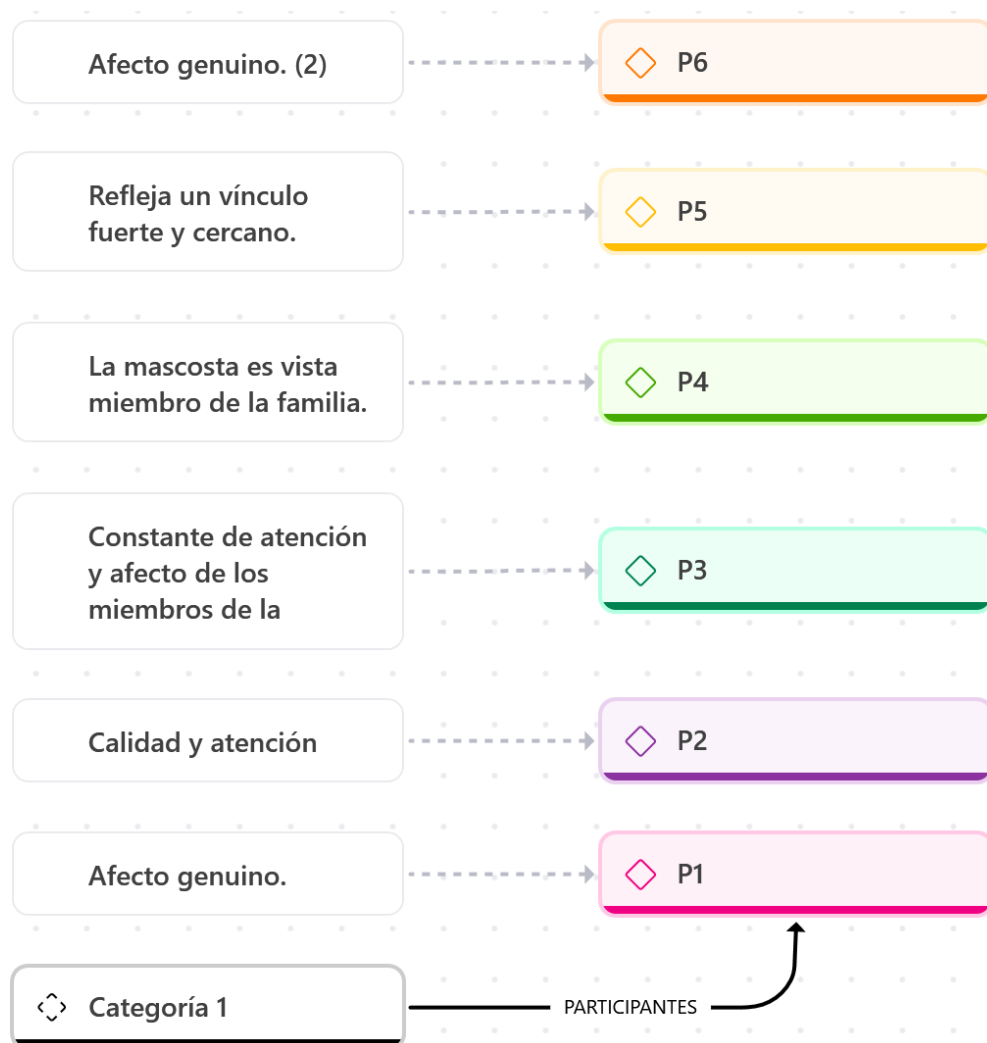 Afecto genuino. (2)
P6
Refleja un vínculo
fuerte y cercano.
P5
La mascosta es vista
miembro de la familia.
P4
Constante de atención
y afecto de los
miembros de la
P3
Calidad y atención
P2
Afecto genuino.
P1
Categoría 1
PARTICIPANTES